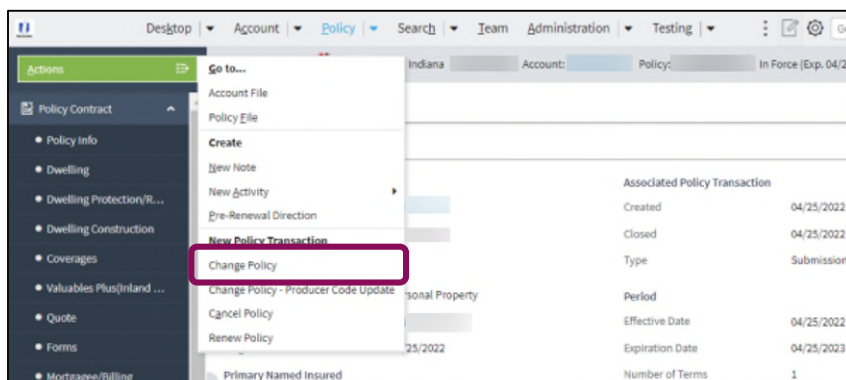 Desktop Account Policy Search Team Administration Testing
Actions
Indiana Account: Policy: In Force (Exp. 04/2
Go to...
Account File
Policy File
Create
New Note
New Activity
Pre-Renewal Direction
New Policy Transaction
Change Policy
Change Policy - Producer Code Update
Cancel Policy
Renew Policy
Policy Contract
Policy Info
Dwelling
Dwelling Protection/R...
Dwelling Construction
Coverages
Valuables Plus(Inland ...
Quote
Forms
Mortgagee/Billing
sonal Property
25/2022
Primary Named Insured
Associated Policy Transaction
Created 04/25/2022
Closed 04/25/2022
Type Submission
Period
Effective Date 04/25/2022
Expiration Date 04/25/2023
Number of Terms 1